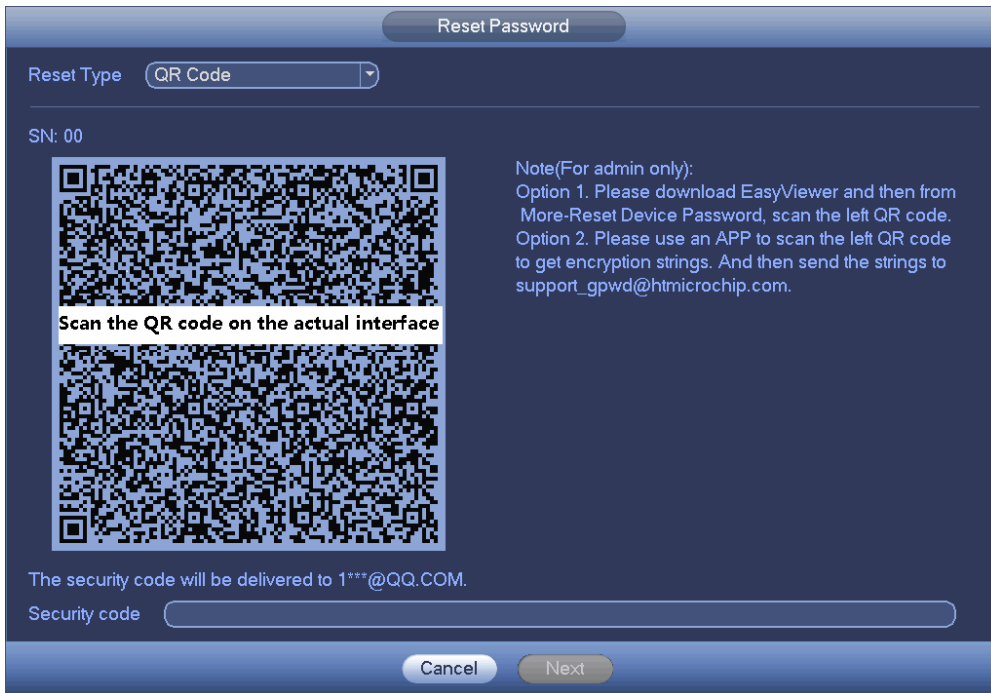 Reset Password
Reset Type QR Code
SN: 00
Note(For admin only):
Option 1. Please download EasyViewer and then from
More-Reset Device Password, scan the left QR code.
Option 2. Please use an APP to scan the left QR code
to get encryption strings. And then send the strings to
support_gpwd@htmicrochip.com.
Scan the QR code on the actual interface
The security code will be delivered to 1***@QQ.COM.
Security code
Cancel Next